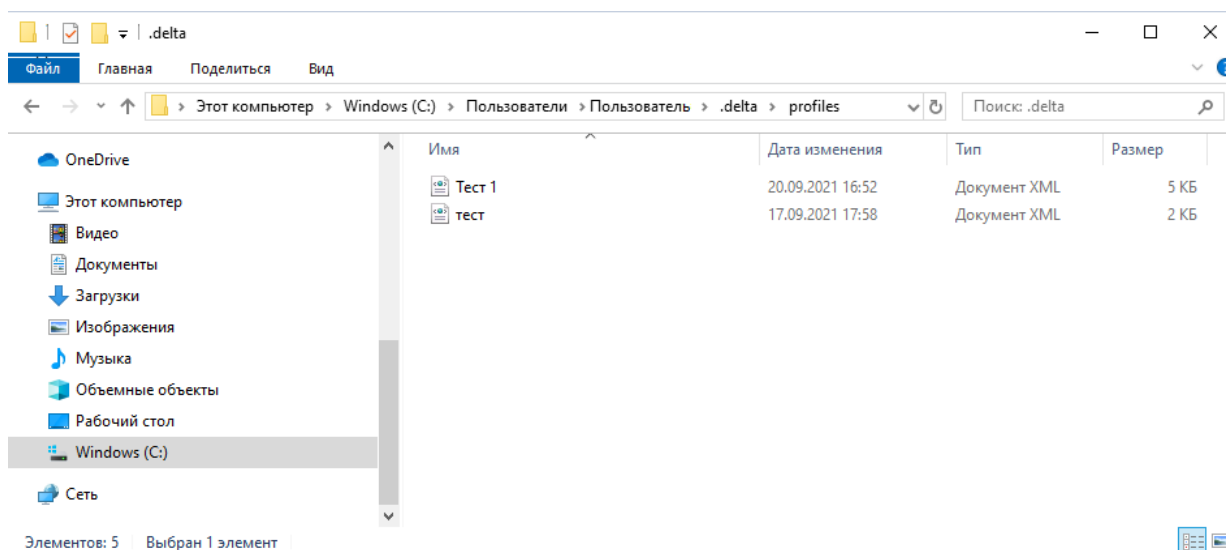 .delta
Файл Главная Поделиться Вид
Этот компьютер › Windows (C:) › Пользователи › Пользователь › .delta › profiles Поиск: .delta
Имя Дата изменения Тип Размер
OneDrive
Этот компьютер
Видео
Документы
Загрузки
Изображения
Музыка
Объемные объекты
Рабочий стол
Windows (C:)
Сеть
Тест 1 20.09.2021 16:52 Документ XML 5 КБ
тест 17.09.2021 17:58 Документ XML 2 КБ
Элементов: 5 Выбран 1 элемент